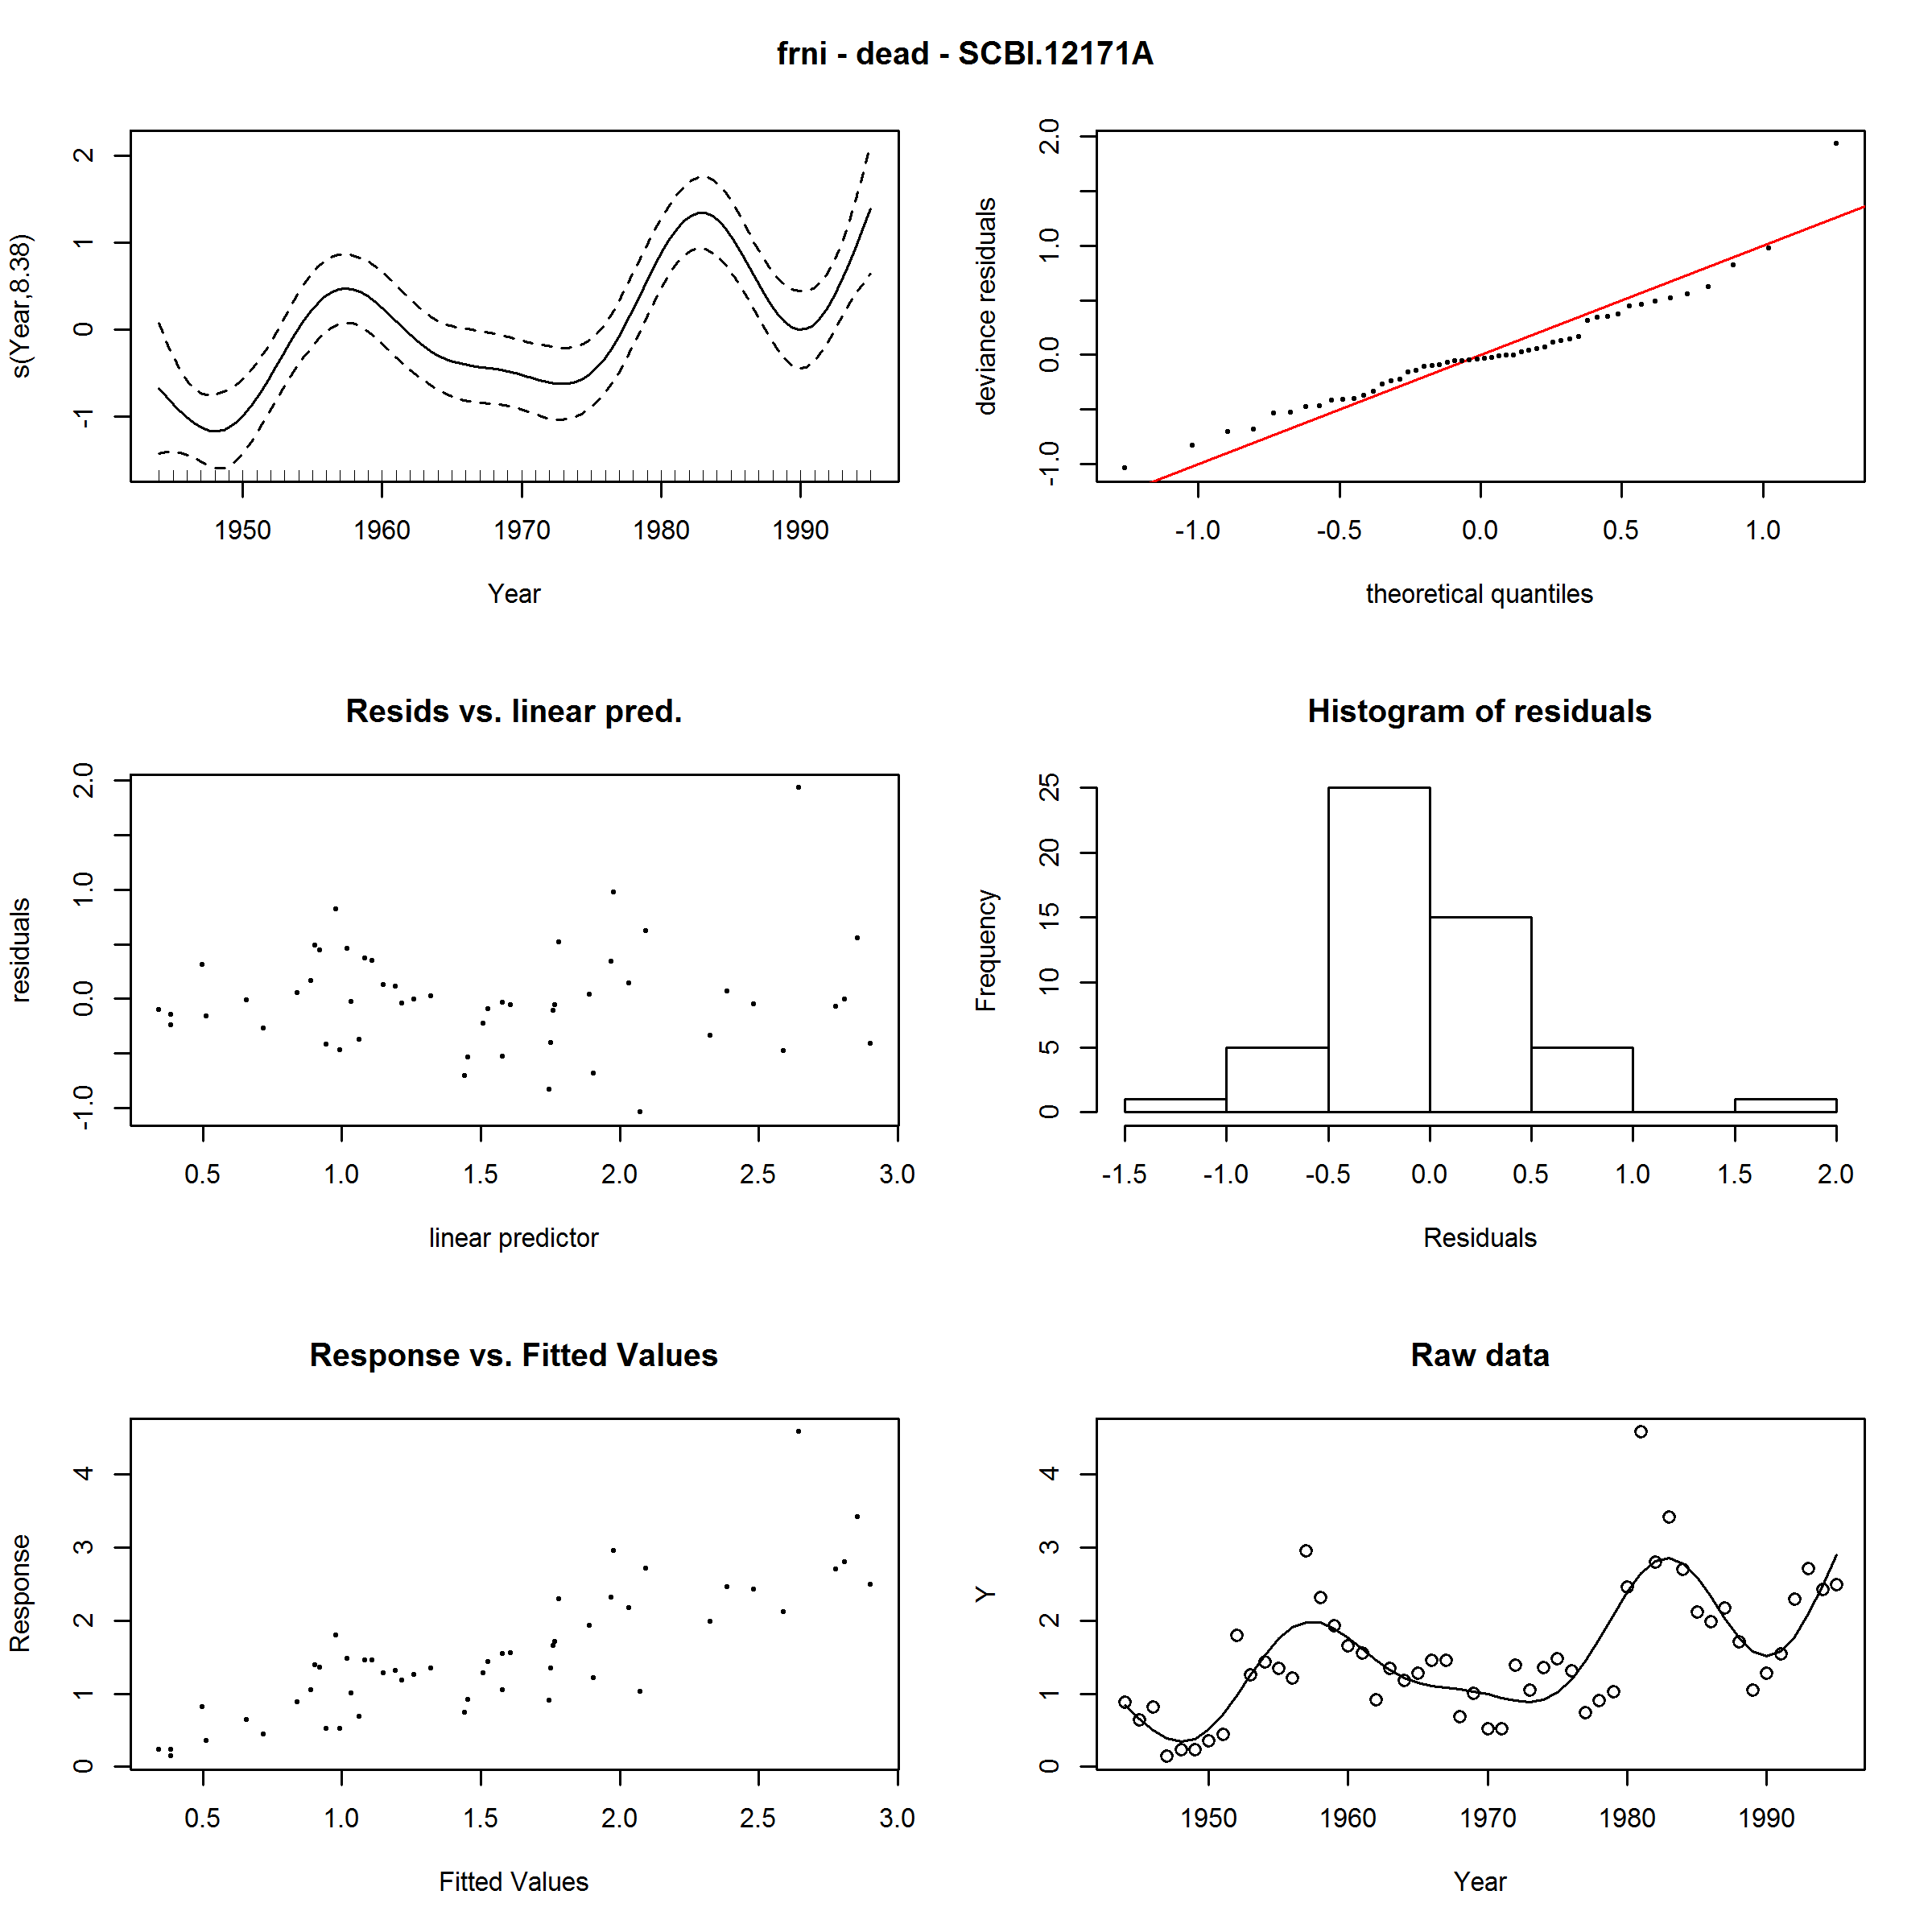 frni - dead - SCBI.12171A
s(Year,8.38)
2
1
0
-1
1950 1960 1970 1980 1990
Year
deviance residuals
2.0
1.0
0.0
-1.0
-1.0 -0.5 0.0 0.5 1.0
theoretical quantiles
Resids vs. linear pred.
residuals
2.0
1.0
0.0
-1.0
0.5 1.0 1.5 2.0 2.5 3.0
linear predictor
Histogram of residuals
Frequency
25
20
15
10
5
0
-1.5 -1.0 -0.5 0.0 0.5 1.0 1.5 2.0
Residuals
Response vs. Fitted Values
Response
4
3
2
1
0
0.5 1.0 1.5 2.0 2.5 3.0
Fitted Values
Raw data
Y
4
3
2
1
0
1950 1960 1970 1980 1990
Year